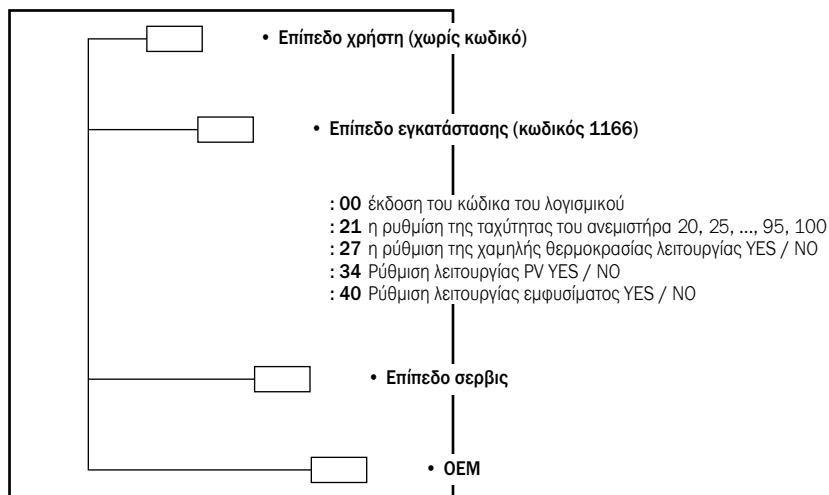 • Επίπεδο χρήστη (χωρίς κωδικό)
• Επίπεδο εγκατάστασης (κωδικός 1166)
: 00 έκδοση του κώδικα του λογισμικού
: 21 η ρυθμίση της ταχύτητας του ανεμιστήρα 20, 25, ..., 95, 100
: 27 η ρύθμιση της χαμηλής θερμοκρασίας λειτουργίας YES / NO
: 34 Ρύθμιση λειτουργίας PV YES / NO
: 40 Ρύθμιση λειτουργίας εμφυσίματος YES / NO
• Επίπεδο σερβις
• OEM